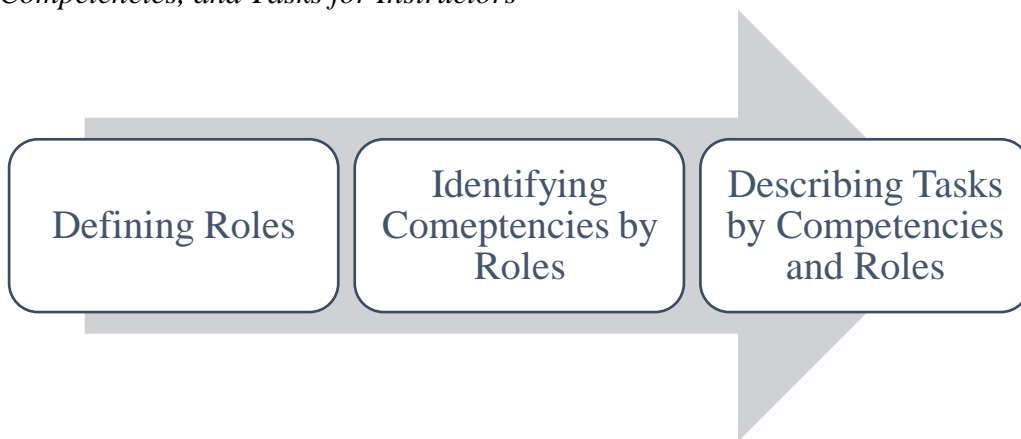 Competencies, and Tasks for Instructors
Defining Roles
Identifying
Comeptencies by
Roles
Describing Tasks
by Competencies
and Roles